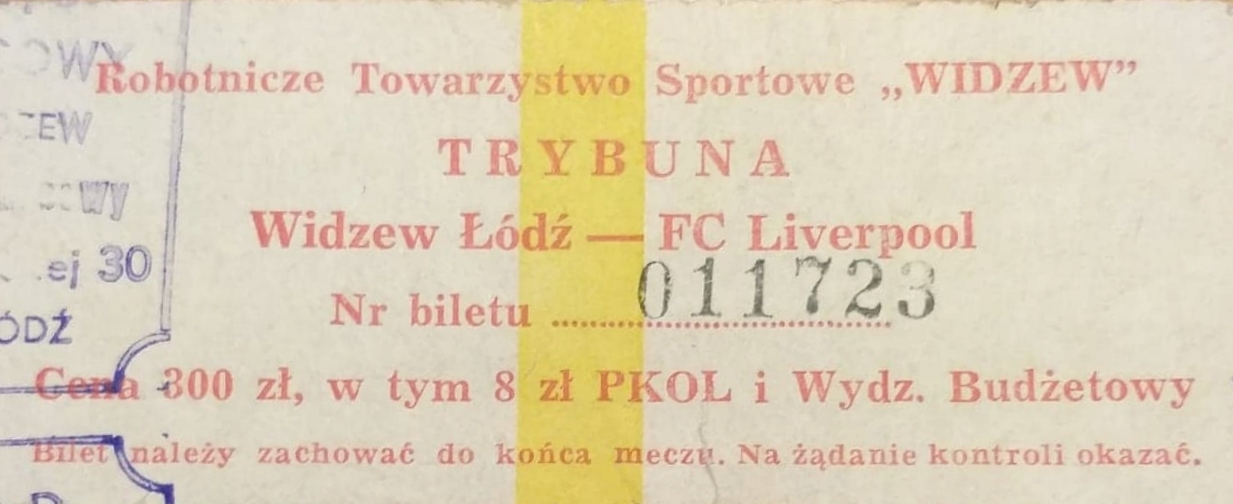 Robotnicze Towarzystwo Sportowe „WIDZEW”
TRYBUNA
Widzew Łódź — FC Liverpool
Nr biletu 011723
Cena 300 zł, w tym 8 zł PKOL i Wydz. Budżetowy
Bilet należy zachować do końca meczu. Na żądanie kontroli okazać.
30